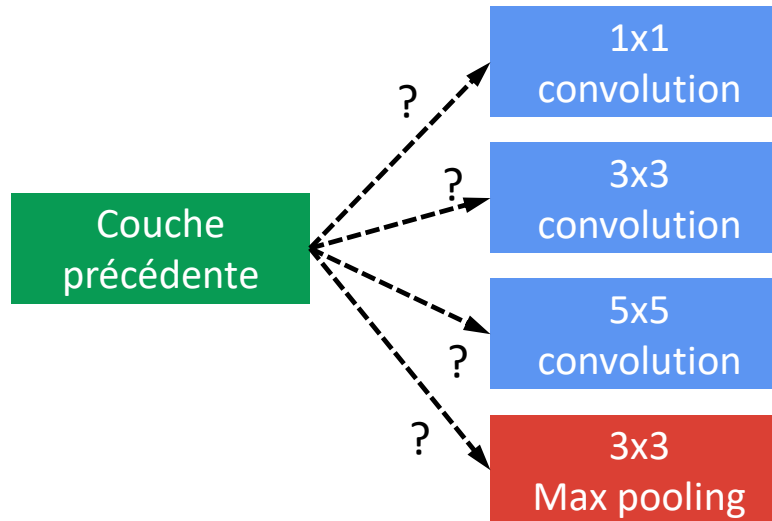 1x1
convolution
?
3x3
convolution
?
Couche
précédente
5x5
convolution
?
3x3
Max pooling
?